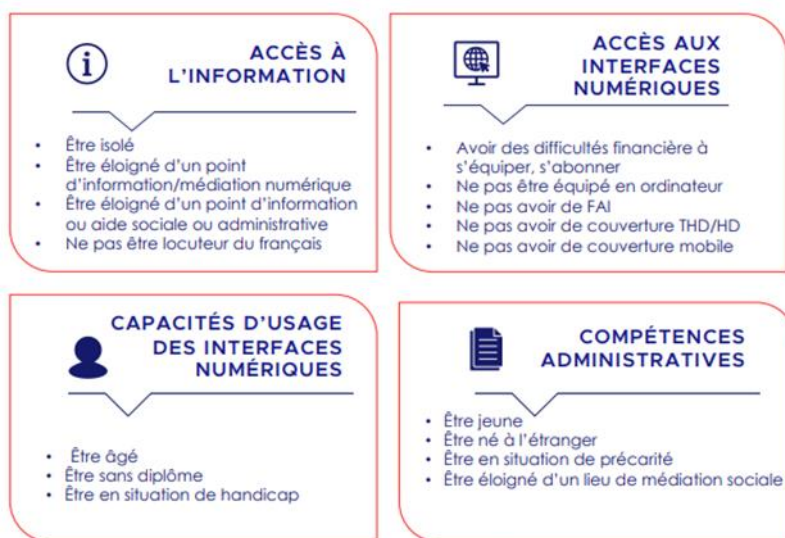 ACCÈS À
L'INFORMATION
• Être isolé
• Être éloigné d'un point
d'information/médiation numérique
• Être éloigné d'un point d'information
ou aide sociale ou administrative
• Ne pas être locuteur du français
ACCÈS AUX
INTERFACES
NUMÉRIQUES
• Avoir des difficultés financière à
s'équiper, s'abonner
• Ne pas être équipé en ordinateur
• Ne pas avoir de FAI
• Ne pas avoir de couverture THD/HD
• Ne pas avoir de couverture mobile
CAPACITÉS D'USAGE
DES INTERFACES
NUMÉRIQUES
• Être âgé
• Être sans diplôme
• Être en situation de handicap
COMPÉTENCES
ADMINISTRATIVES
• Être jeune
• Être né à l'étranger
• Être en situation de précarité
• Être éloigné d'un lieu de médiation sociale